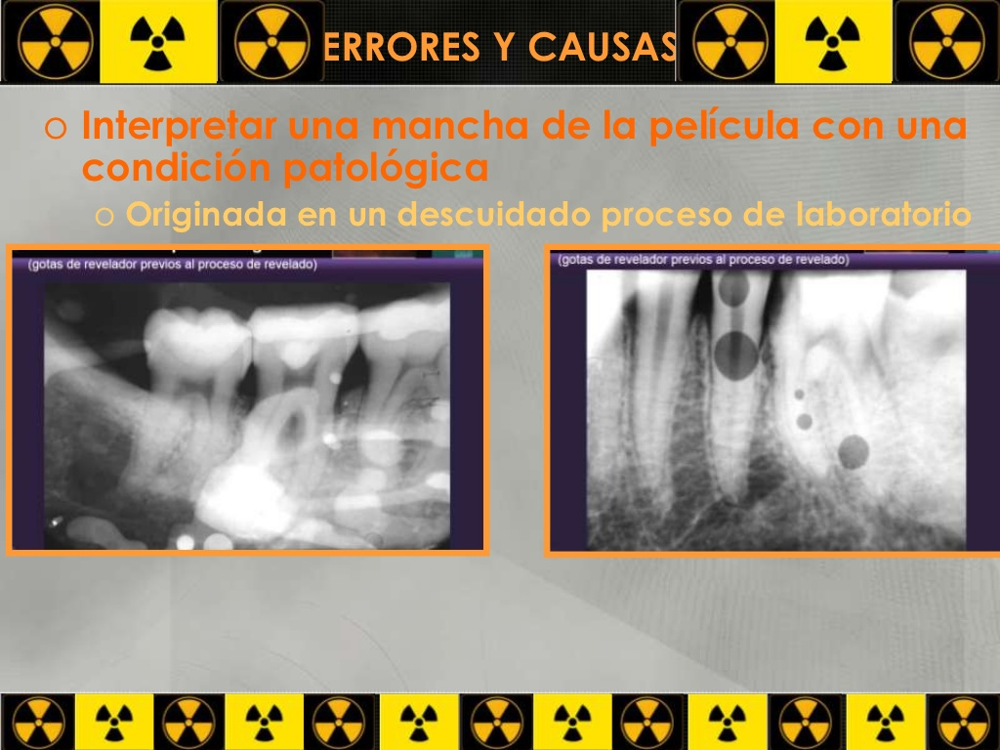 ERRORES Y CAUSAS
o Interpretar una mancha de la película con una
condición patológica
o Originada en un descuidado proceso de laboratorio
(gotas de revelador previos al proceso de revelado)
(gotas de revelador previos al proceso de revelado)